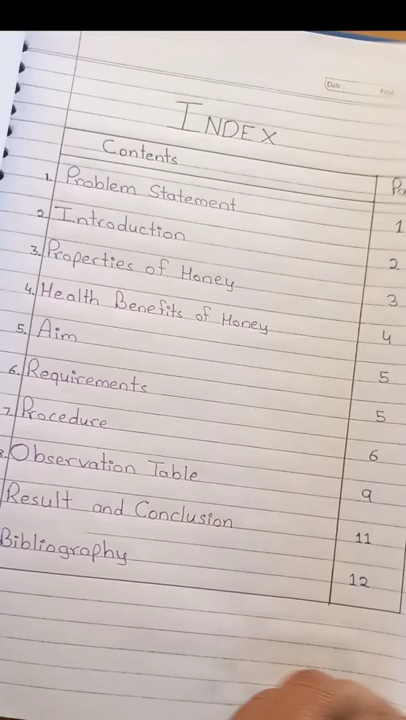 Date :
Page
INDEX
Contents
1. Problem Statement 1
2. Introduction 2
3. Properties of Honey 3
4. Health Benefits of Honey 4
5. Aim 5
6. Requirements 5
7. Procedure 6
8. Observation Table 9
Result and Conclusion 11
Bibliography 12